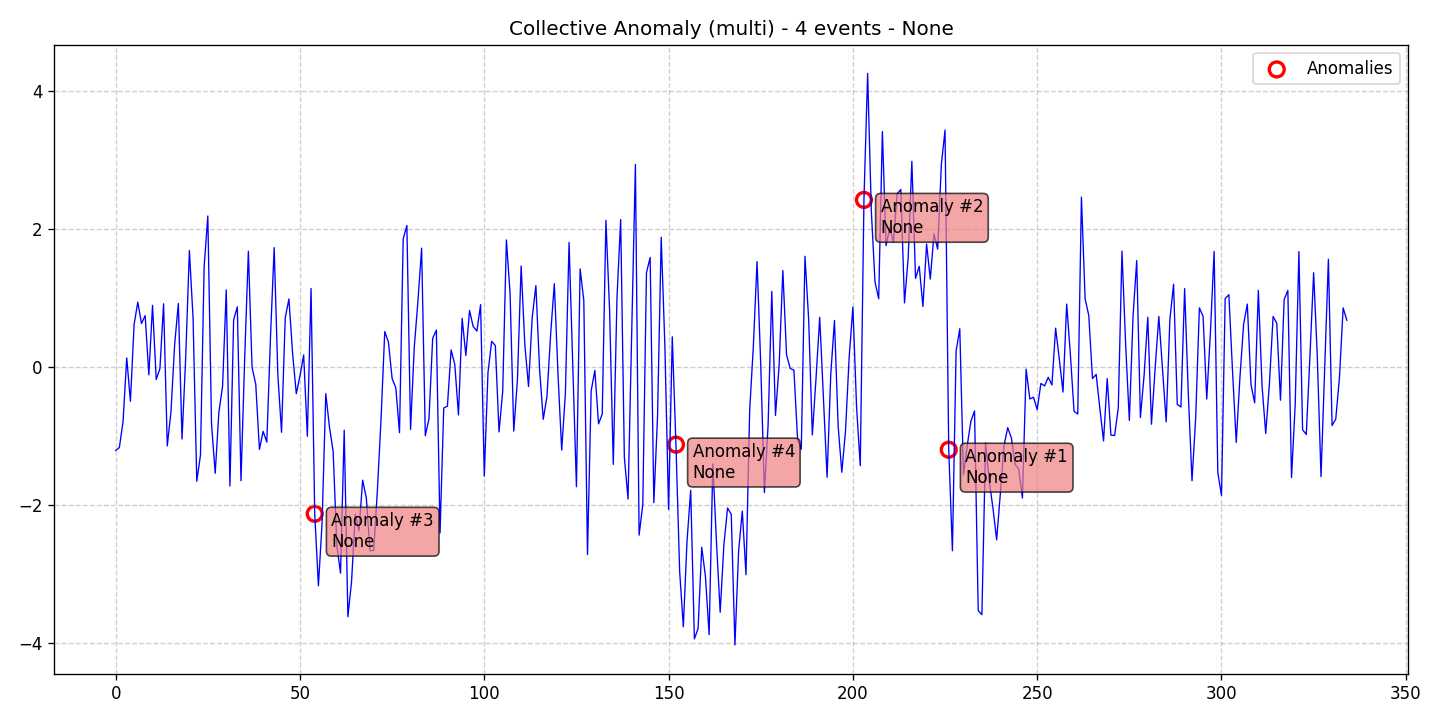 Collective Anomaly (multi) - 4 events - None
Anomalies
4
2
0
−2
−4
Anomaly #2
None
Anomaly #4
None
Anomaly #1
None
Anomaly #3
None
0 50 100 150 200 250 300 350